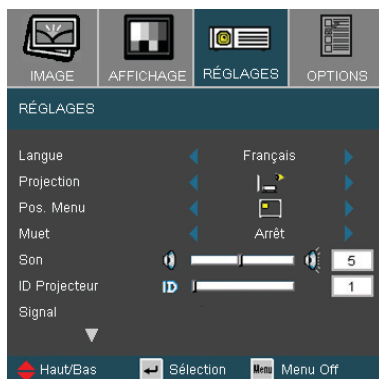 IMAGE AFFICHAGE RÉGLAGES OPTIONS
RÉGLAGES
Langue Français
Projection
Pos. Menu
Muet Arrêt
Son 5
ID Projecteur ID 1
Signal
Haut/Bas Sélection Menu Menu Off